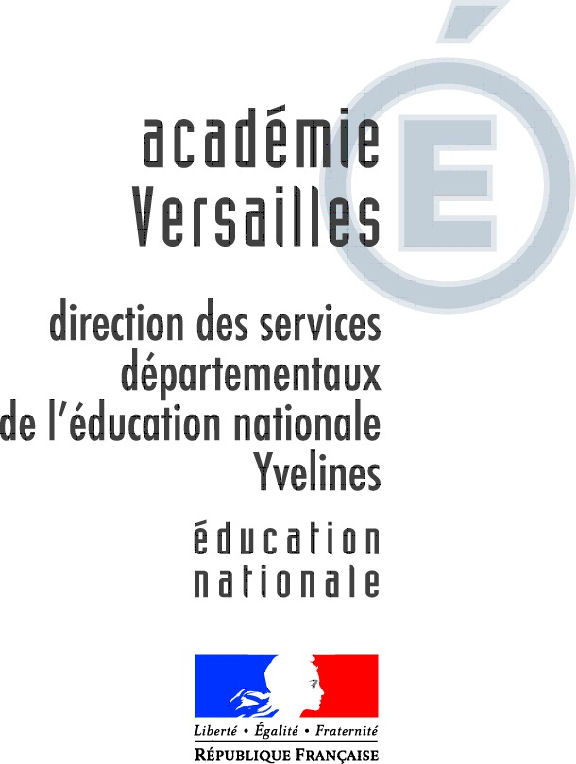 É
académie
Versailles
direction des services
départementaux
de l'éducation nationale
Yvelines
éducation
nationale
Liberté • Égalité • Fraternité
RÉPUBLIQUE FRANÇAISE